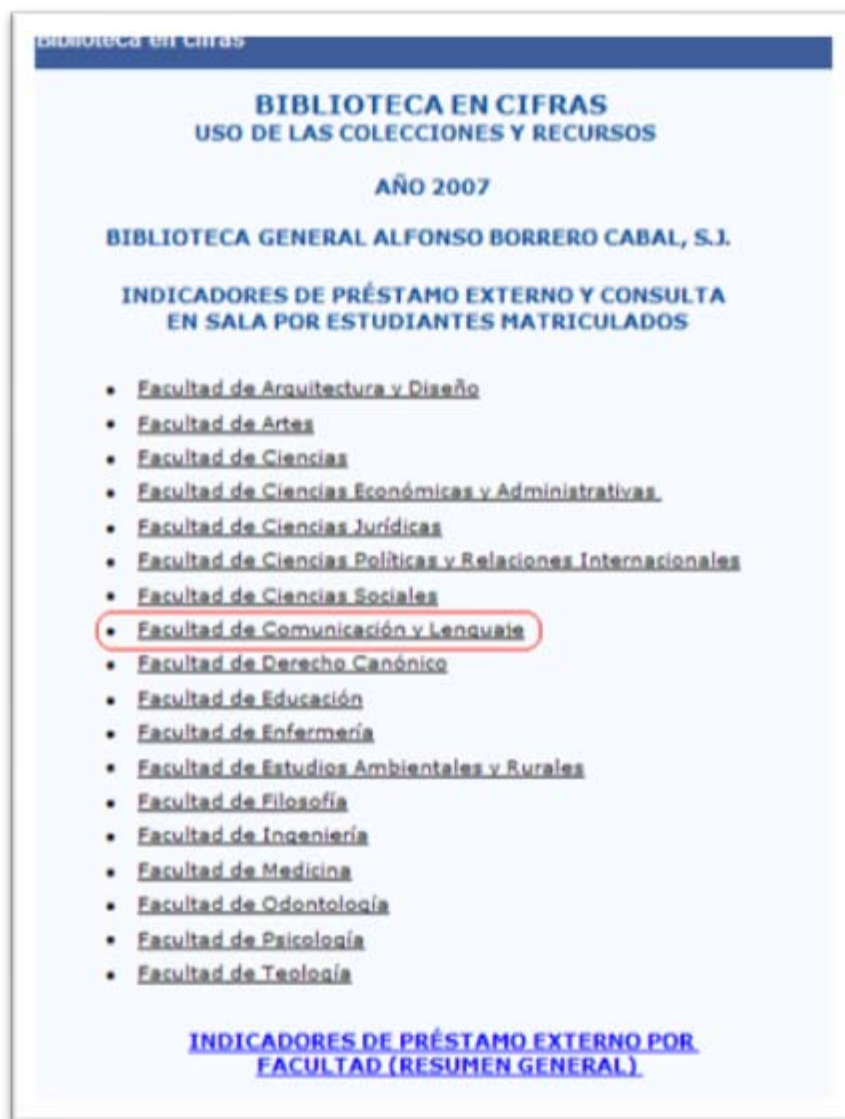 Biblioteca en cifras
BIBLIOTECA EN CIFRAS
USO DE LAS COLECCIONES Y RECURSOS
AÑO 2007
BIBLIOTECA GENERAL ALFONSO BORRERO CABAL, S.J.
INDICADORES DE PRÉSTAMO EXTERNO Y CONSULTA
EN SALA POR ESTUDIANTES MATRICULADOS
• Facultad de Arquitectura y Diseño
• Facultad de Artes
• Facultad de Ciencias
• Facultad de Ciencias Económicas y Administrativas
• Facultad de Ciencias Jurídicas
• Facultad de Ciencias Políticas y Relaciones Internacionales
• Facultad de Ciencias Sociales
• Facultad de Comunicación y Lenguaje
• Facultad de Derecho Canónico
• Facultad de Educación
• Facultad de Enfermería
• Facultad de Estudios Ambientales y Rurales
• Facultad de Filosofía
• Facultad de Ingeniería
• Facultad de Medicina
• Facultad de Odontología
• Facultad de Psicología
• Facultad de Teología
INDICADORES DE PRÉSTAMO EXTERNO POR
FACULTAD (RESUMEN GENERAL)